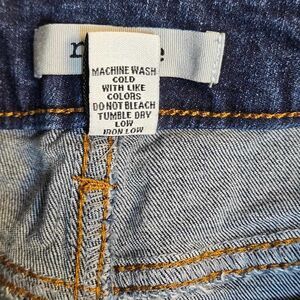 MACHINE WASH
COLD
WITH LIKE
COLORS
DO NOT BLEACH
TUMBLE DRY
LOW
IRON LOW